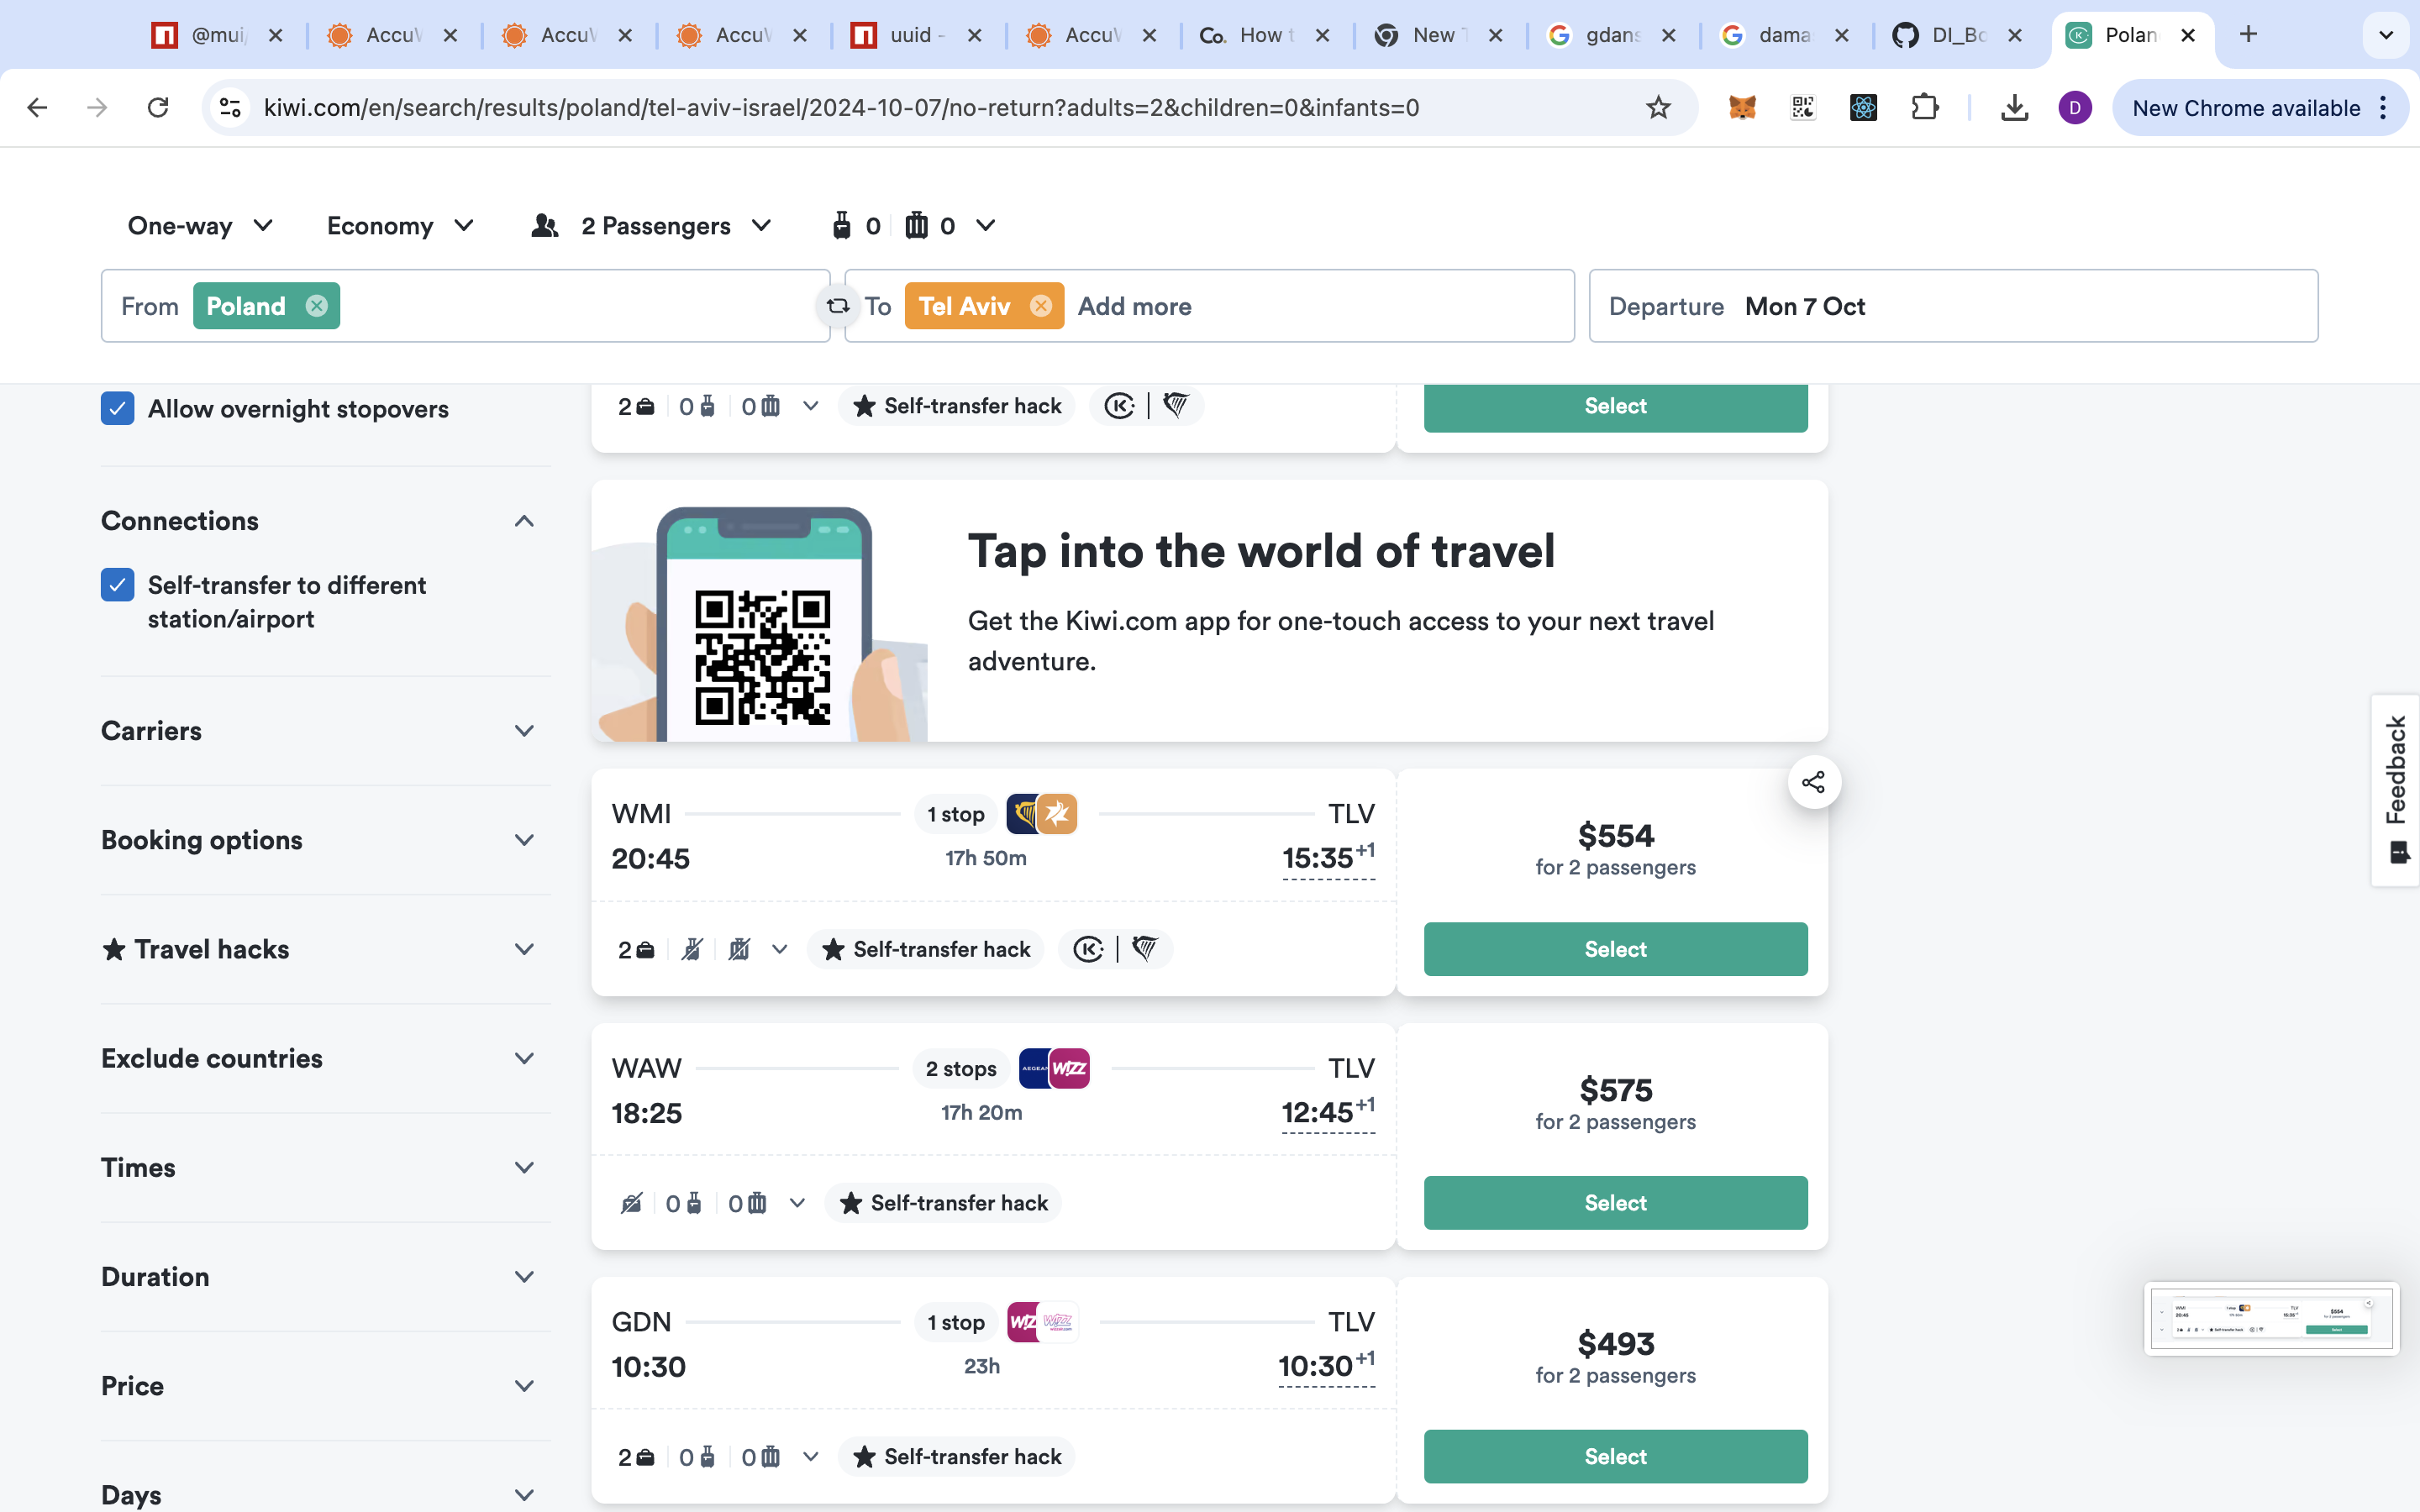 @mui/
AccuV
AccuV
AccuV
uuid -
AccuV
Co. How t
New T
gdans
dama
DI_Bo
Polan
kiwi.com/en/search/results/poland/tel-aviv-israel/2024-10-07/no-return?adults=2&children=0&infants=0
D
New Chrome available
One-way
Economy
2 Passengers
0
0
From Poland
To Tel Aviv Add more
Departure Mon 7 Oct
Allow overnight stopovers
Connections
Self-transfer to different
station/airport
Carriers
Booking options
Travel hacks
Exclude countries
Times
Duration
Price
Days
2 0 0 Self-transfer hack
Select
Tap into the world of travel
Get the Kiwi.com app for one-touch access to your next travel
adventure.
WMI 1 stop TLV
20:45 17h 50m 15:35+1
2 Self-transfer hack
$554
for 2 passengers
Select
WAW 2 stops AEGEAN WIZZ TLV
18:25 17h 20m 12:45+1
0 0 Self-transfer hack
$575
for 2 passengers
Select
GDN 1 stop WIZ WIZZ TLV
10:30 23h 10:30+1
2 0 0 Self-transfer hack
$493
for 2 passengers
Select
Feedback